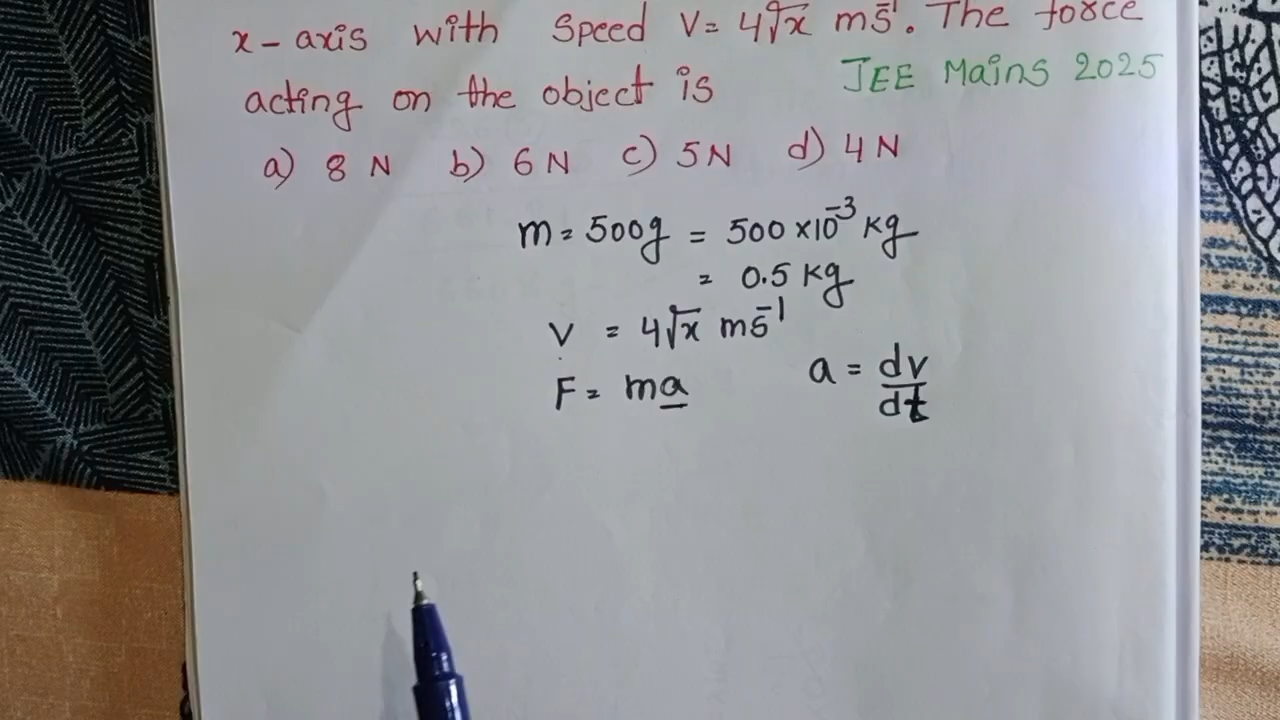 x-axis with speed V= 4√x ms⁻¹. The force
acting on the object is JEE Mains 2025
a) 8 N b) 6 N c) 5 N d) 4 N
m = 500g = 500 ×10⁻³ kg
= 0.5 kg
V = 4√x ms⁻¹
F = ma a = dv/dt